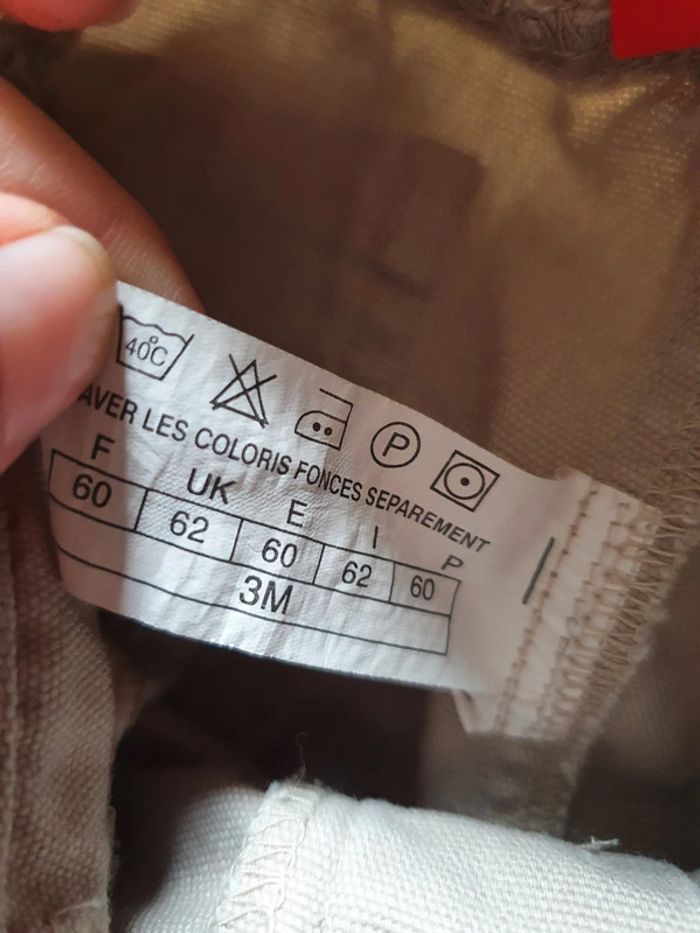 40°C P
AVER LES COLORIS FONCES SEPAREMENT
F UK E I P
60 62 60 62 60
3M